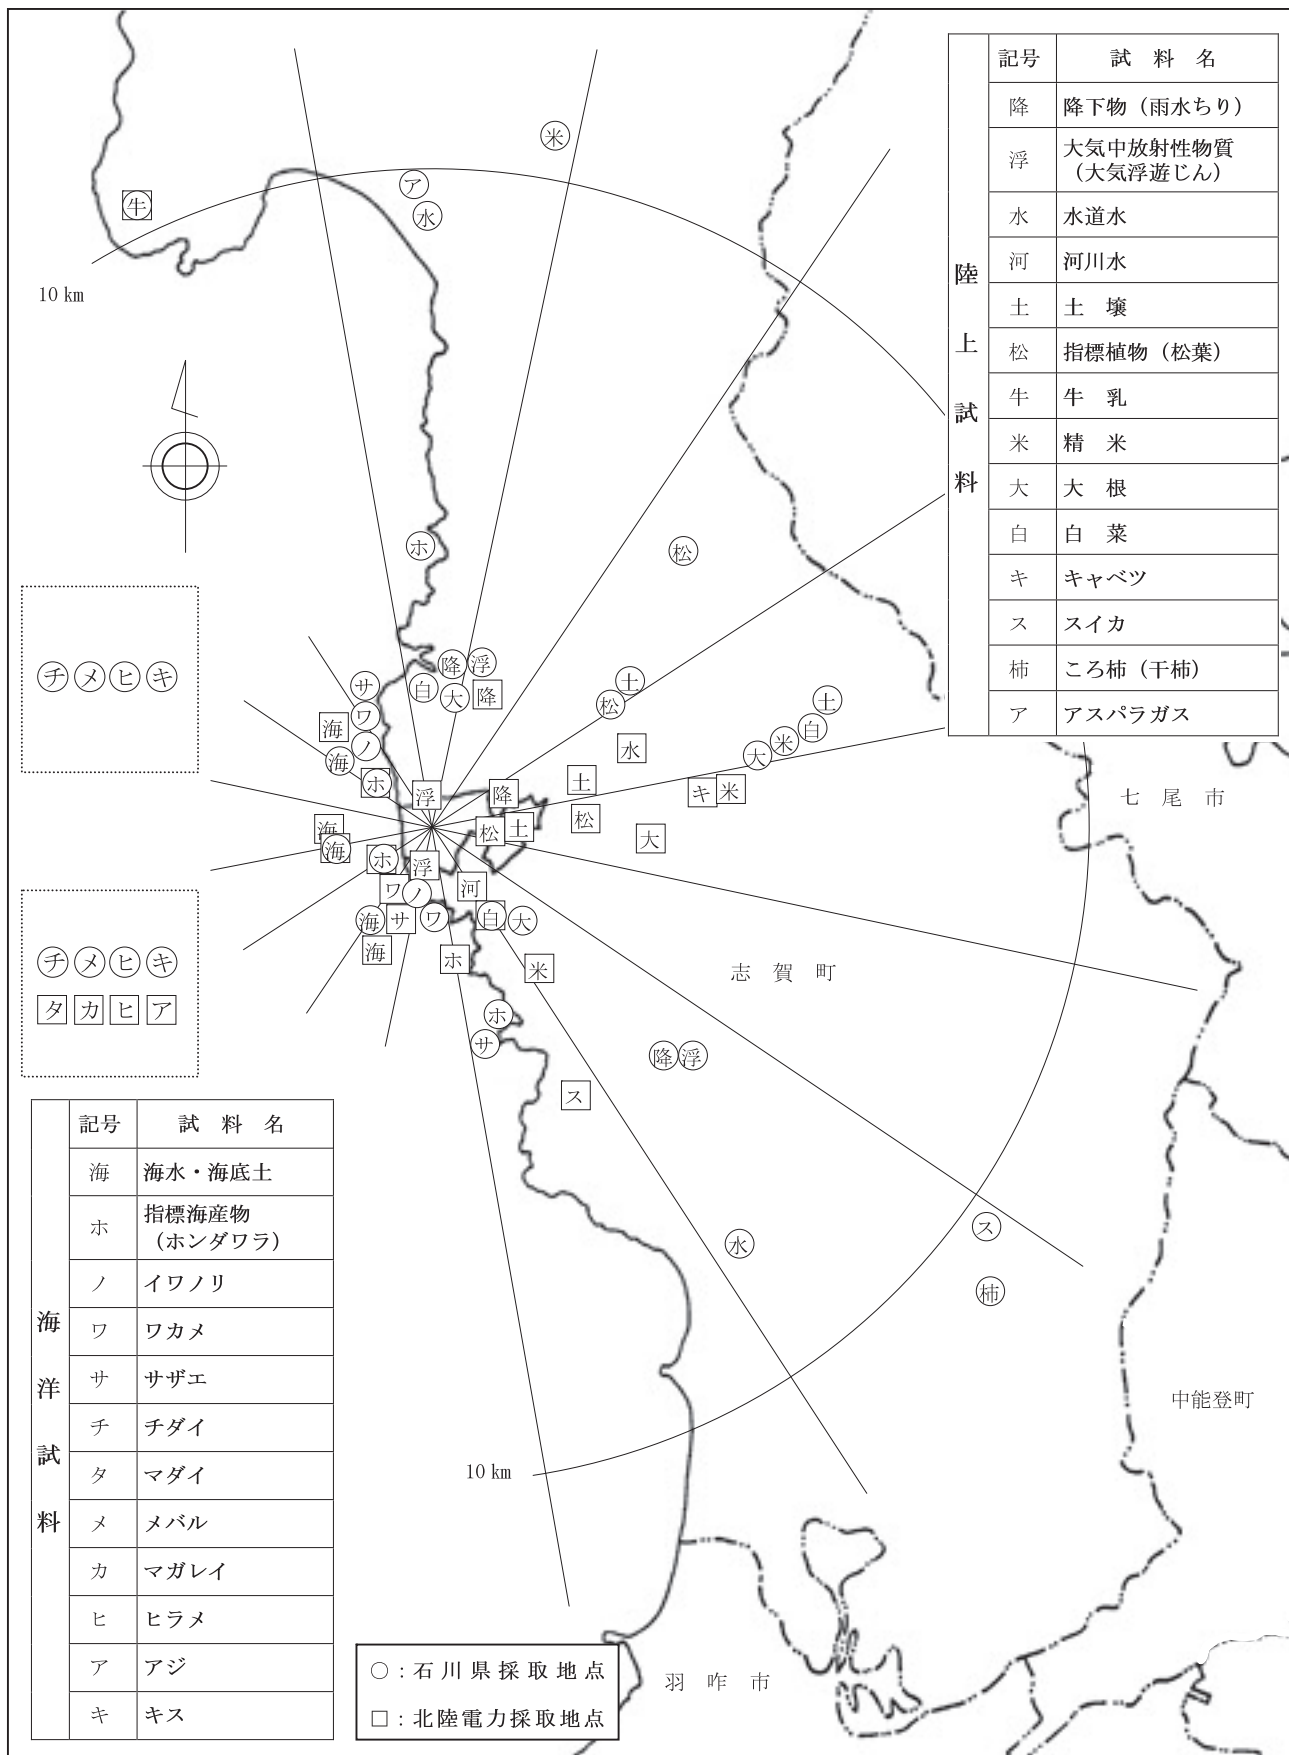 記号 試料名
陸上試料
降 降下物（雨水ちり）
浮 大気中放射性物質
（大気浮遊じん）
水 水道水
河 河川水
土 土壌
松 指標植物（松葉）
牛 牛乳
米 精米
大 大根
白 白菜
キ キャベツ
ス スイカ
柿 ころ柿（干柿）
ア アスパラガス
米
ア
水
牛
10 km
ホ
松
チ メ ヒ キ
降 浮
サ 白 大 降
土
松
ワ
海
ノ
海
ホ
水
土
白
米
大
浮 降 土 キ 米
七尾市
海
海
松 土 松 大
ホ 浮
ワ ノ 河
海 サ ワ 白 大
海 ホ 米
志賀町
チ メ ヒ キ
タ カ ヒ ア
ホ
サ
降 浮
ス
水
ス
柿
中能登町
10 km
羽咋市
記号 試料名
海洋試料
海 海水・海底土
ホ 指標海産物
（ホンダワラ）
ノ イワノリ
ワ ワカメ
サ サザエ
チ チダイ
タ マダイ
メ メバル
カ マガレイ
ヒ ヒラメ
ア アジ
キ キス
○：石川県採取地点
□：北陸電力採取地点